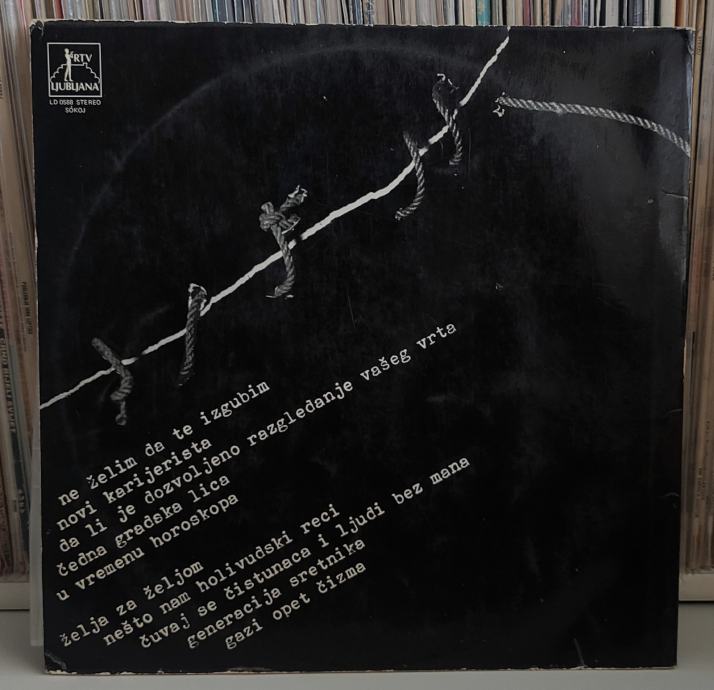 RTV
LJUBLJANA
LD 0588 STEREO
SOKOJ
ne želim da te izgubim
novi karijerista
da li je dozvoljeno razgleđanje vašeg vrta
čedna gradska lica
u vremenu horoskopa
želja za željom
nešto nam holivudski reci
čuvaj se čistunaca i ljudi bez mana
generacija sretnika
gazi opet čizma